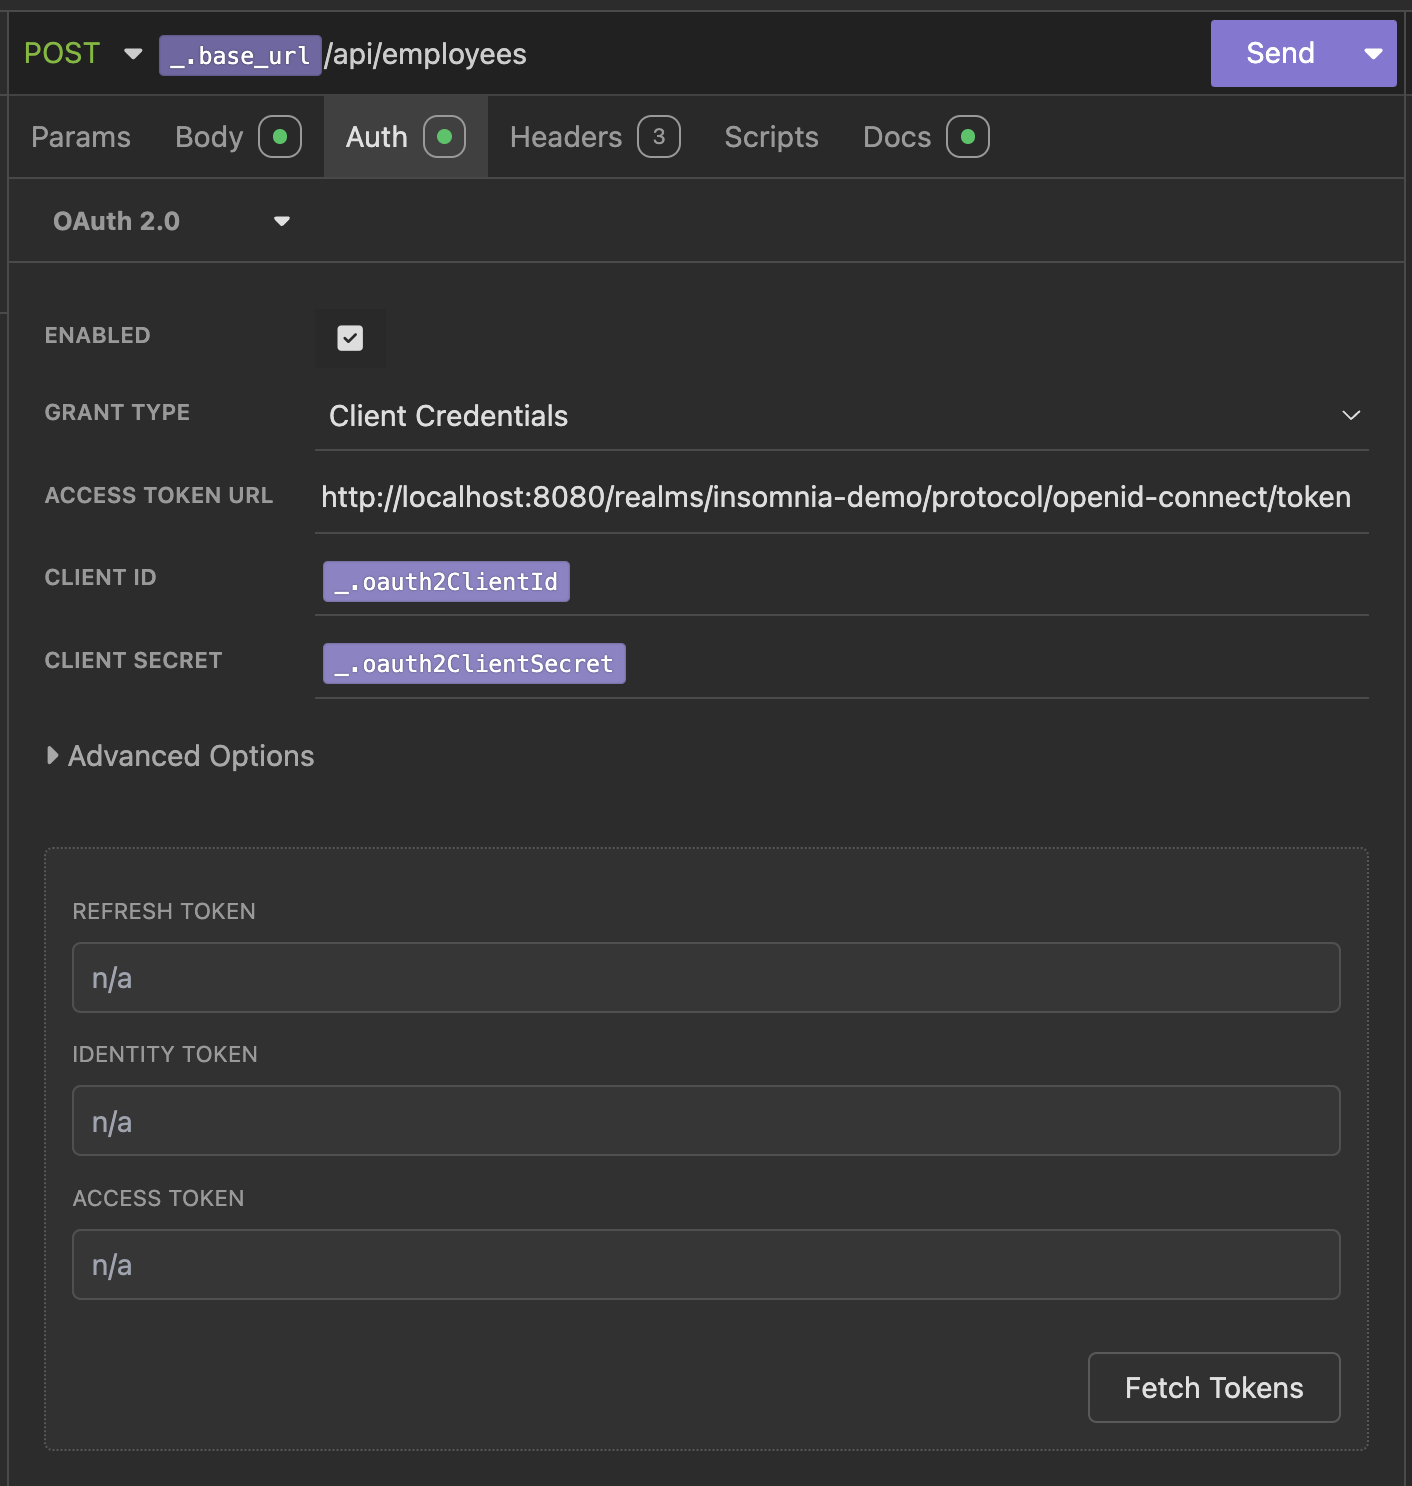 POST _.base_url/api/employees Send
Params Body Auth Headers 3 Scripts Docs
OAuth 2.0
ENABLED
GRANT TYPE Client Credentials
ACCESS TOKEN URL http://localhost:8080/realms/insomnia-demo/protocol/openid-connect/token
CLIENT ID _.oauth2ClientId
CLIENT SECRET _.oauth2ClientSecret
Advanced Options
REFRESH TOKEN
n/a
IDENTITY TOKEN
n/a
ACCESS TOKEN
n/a
Fetch Tokens